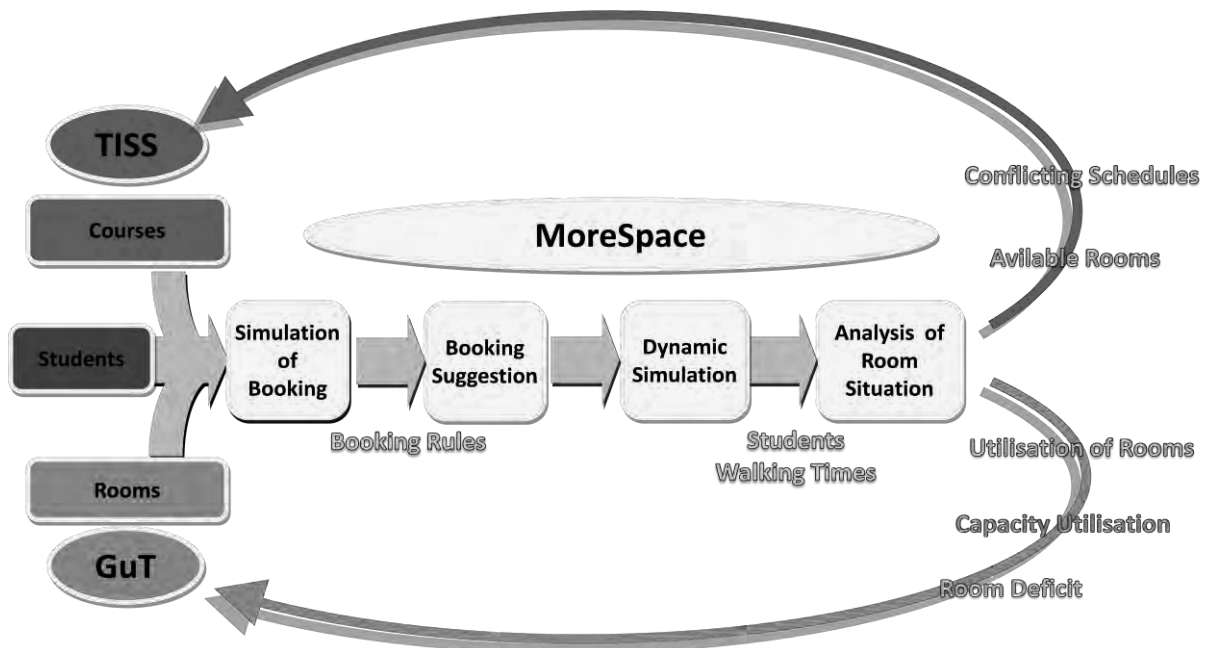 TISS
Courses
Students
Rooms
GuT
MoreSpace
Simulation
of
Booking
Booking
Suggestion
Dynamic
Simulation
Analysis of
Room
Situation
Booking Rules
Students
Walking Times
Conflicting Schedules
Avilable Rooms
Utilisation of Rooms
Capacity Utilisation
Room Deficit